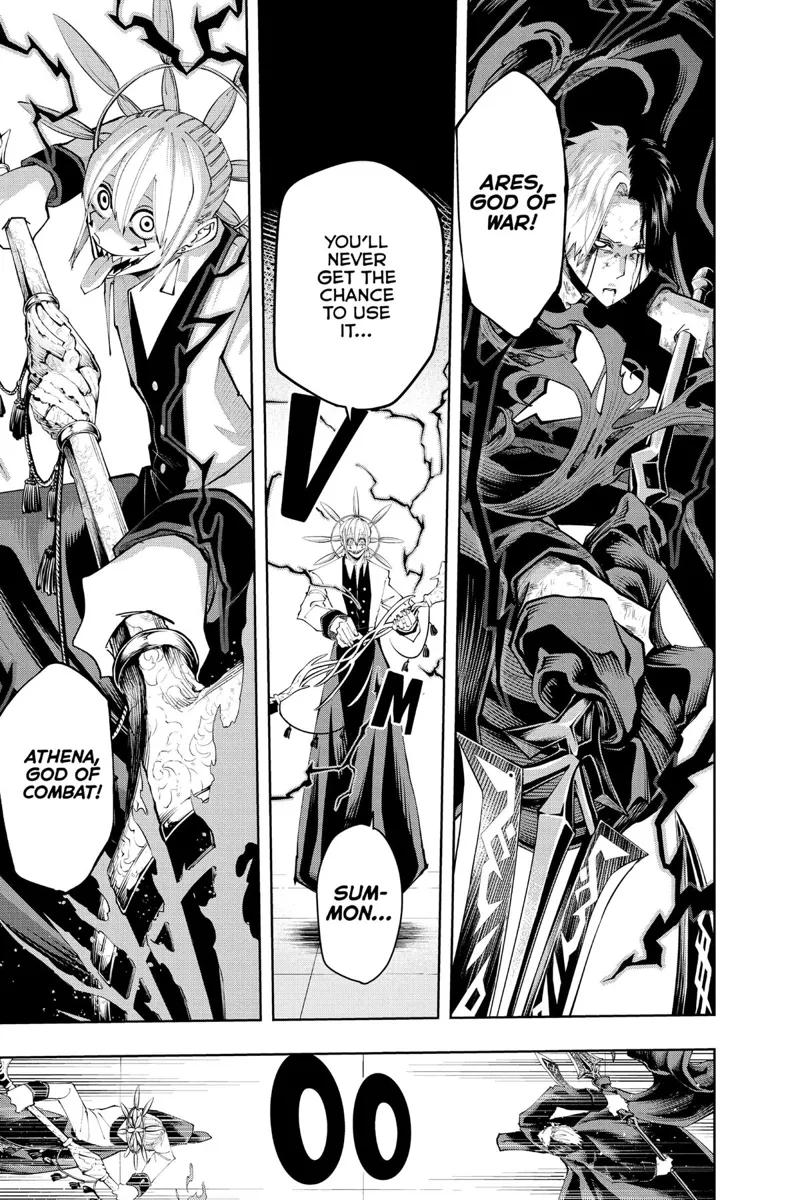 ARES,
GOD OF
WAR!
YOU'LL
NEVER
GET THE
CHANCE
TO USE
IT...
V
M
SUM-
MON...
ATHENA,
GOD OF
COMBAT!
OO